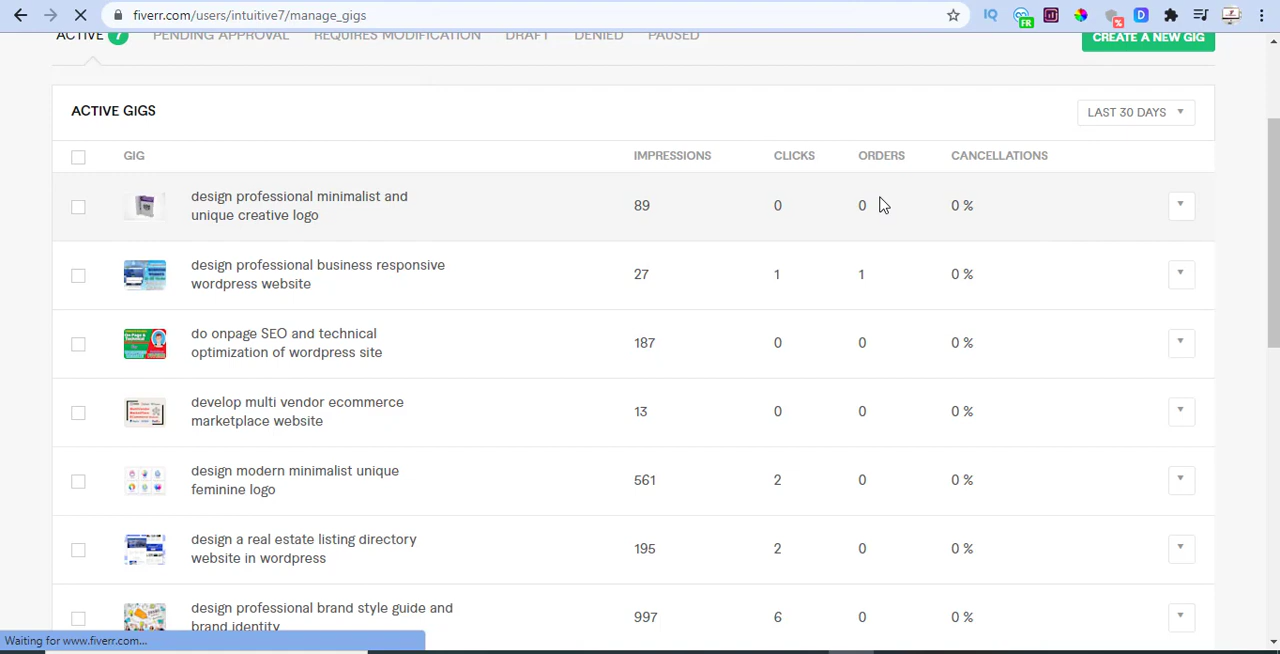 fiverr.com/users/intuitive7/manage_gigs
IQ FR % D
ACTIVE 7 PENDING APPROVAL REQUIRES MODIFICATION DRAFT DENIED PAUSED CREATE A NEW GIG
ACTIVE GIGS LAST 30 DAYS
GIG IMPRESSIONS CLICKS ORDERS CANCELLATIONS
design professional minimalist and
unique creative logo
89 0 0 0 %
design professional business responsive
wordpress website
27 1 1 0 %
do onpage SEO and technical
optimization of wordpress site
187 0 0 0 %
develop multi vendor ecommerce
marketplace website
13 0 0 0 %
design modern minimalist unique
feminine logo
561 2 0 0 %
design a real estate listing directory
website in wordpress
195 2 0 0 %
design professional brand style guide and
brand identity
997 6 0 0 %
Waiting for www.fiverr.com...